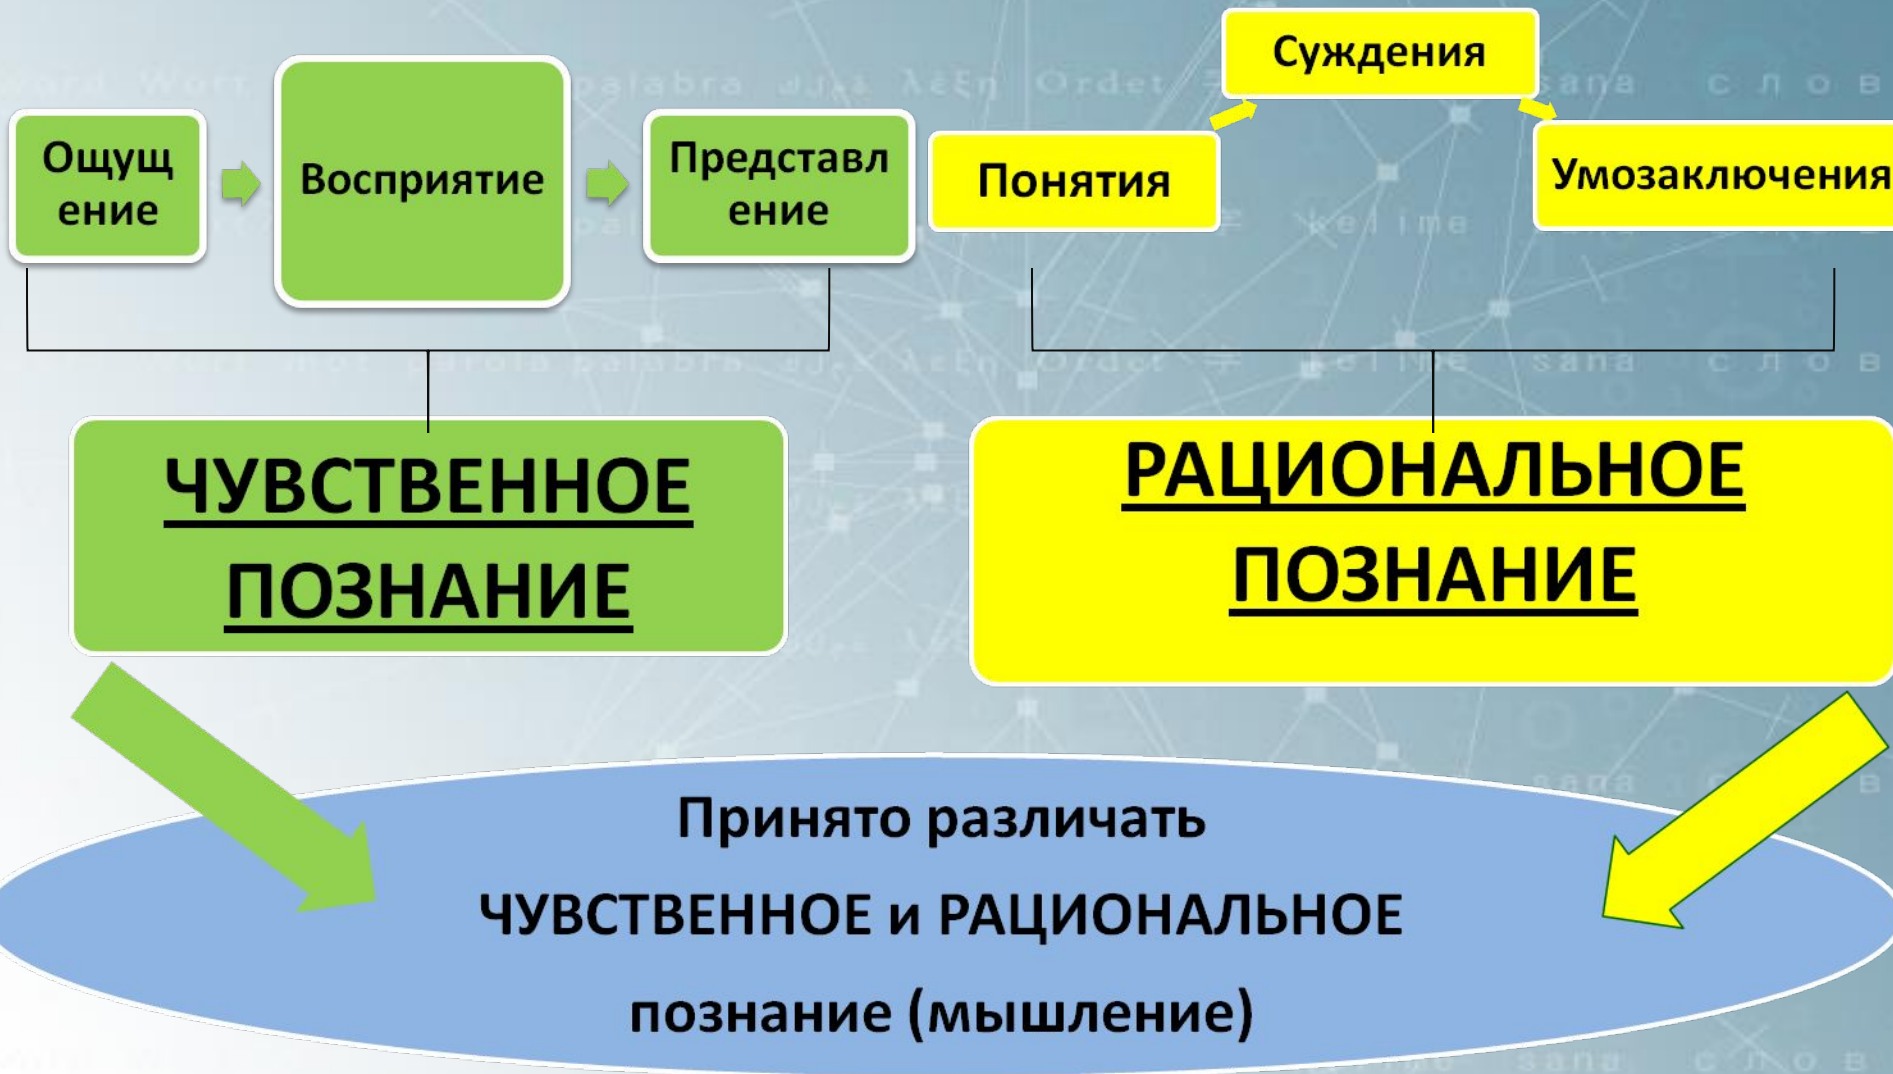 Ощущ
ение
Восприятие
Представл
ение
Понятия
Суждения
Умозаключения
ЧУВСТВЕННОЕ
ПОЗНАНИЕ
РАЦИОНАЛЬНОЕ
ПОЗНАНИЕ
Принято различать
ЧУВСТВЕННОЕ и РАЦИОНАЛЬНОЕ
познание (мышление)